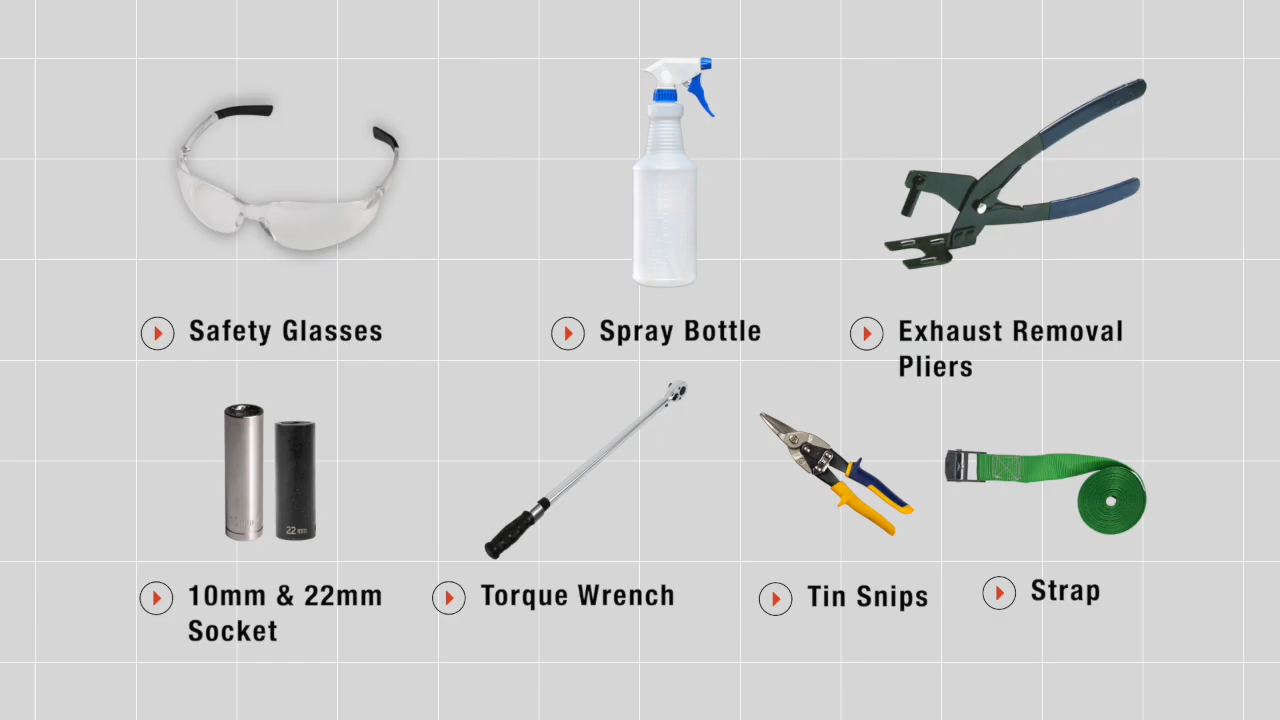 Safety Glasses
Spray Bottle
Exhaust Removal
Pliers
22mm
10mm & 22mm
Socket
Torque Wrench
Tin Snips
Strap